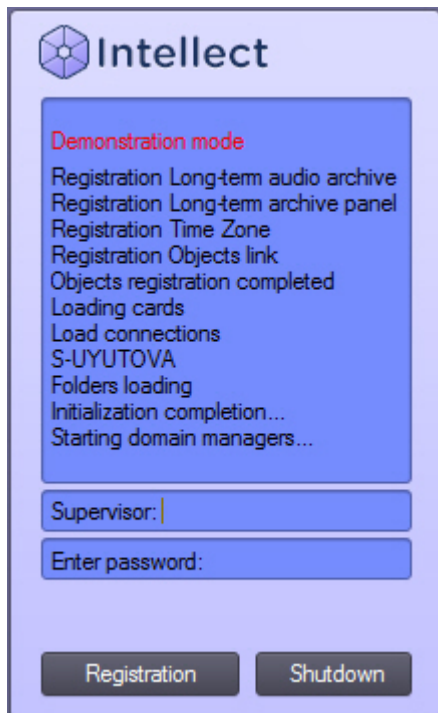 Intellect
Demonstration mode
Registration Long-term audio archive
Registration Long-term archive panel
Registration Time Zone
Registration Objects link
Objects registration completed
Loading cards
Load connections
S-UYUTOVA
Folders loading
Initialization completion...
Starting domain managers...
Supervisor:
Enter password:
Registration
Shutdown